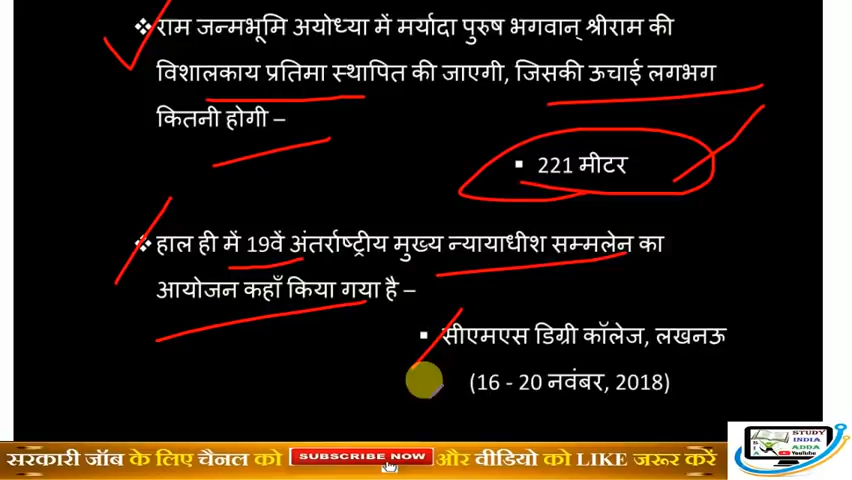 ❖ राम जन्मभूमि अयोध्या में मर्यादा पुरुष भगवान् श्रीराम की
विशालकाय प्रतिमा स्थापित की जाएगी, जिसकी ऊचाई लगभग
कितनी होगी –
▪ 221 मीटर
❖ हाल ही में 19वें अंतर्राष्ट्रीय मुख्य न्यायाधीश सम्मलेन का
आयोजन कहाँ किया गया है –
▪ सीएमएस डिग्री कॉलेज, लखनऊ
(16 - 20 नवंबर, 2018)
सरकारी जॉब के लिए चैनल को SUBSCRIBE NOW और वीडियो को LIKE जरूर करें
STUDY
INDIA
ADDA
YouTube